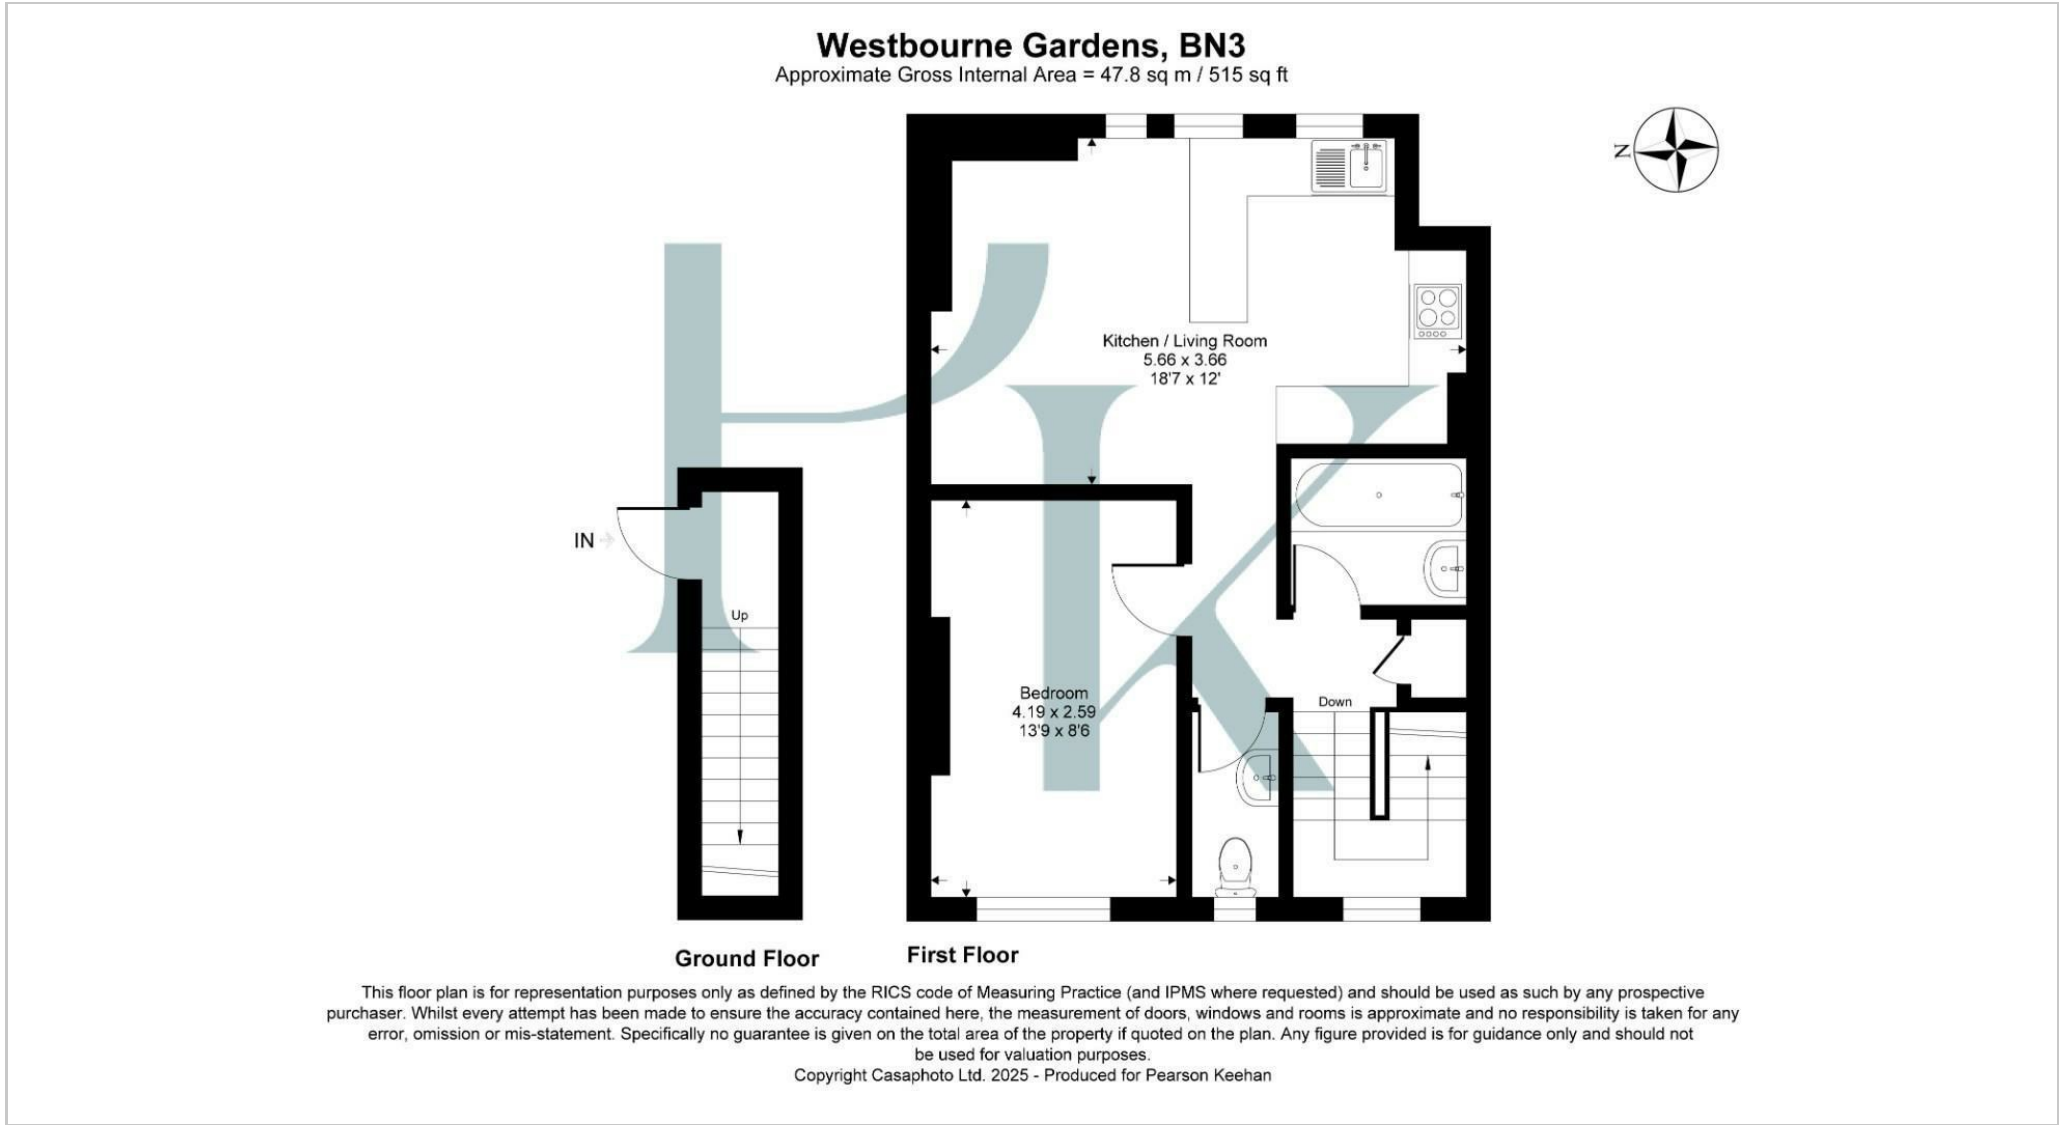 Westbourne Gardens, BN3
Approximate Gross Internal Area = 47.8 sq m / 515 sq ft
N
Kitchen / Living Room
5.66 x 3.66
18'7 x 12'
IN
Up
Bedroom
4.19 x 2.59
13'9 x 8'6
Down
Ground Floor
First Floor
This floor plan is for representation purposes only as defined by the RICS code of Measuring Practice (and IPMS where requested) and should be used as such by any prospective
purchaser. Whilst every attempt has been made to ensure the accuracy contained here, the measurement of doors, windows and rooms is approximate and no responsibility is taken for any
error, omission or mis-statement. Specifically no guarantee is given on the total area of the property if quoted on the plan. Any figure provided is for guidance only and should not
be used for valuation purposes.
Copyright Casaphoto Ltd. 2025 - Produced for Pearson Keehan